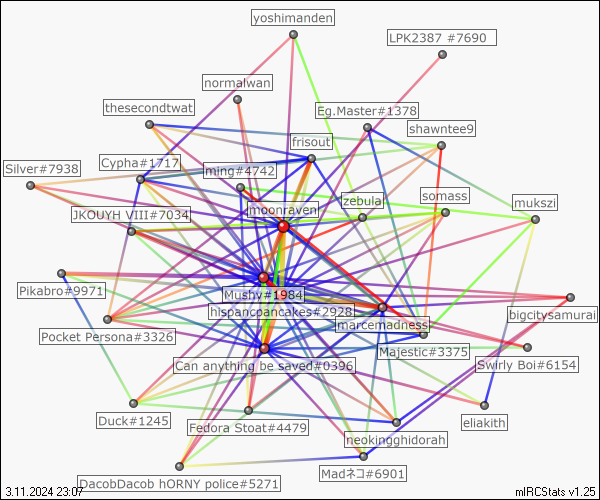 yoshimanden
LPK2387 #7690
normalwan
thesecondtwat
Eg.Master#1378
shawntee9
frisout
Cypha#1717
Silver#7938
ming#4742
zebula
somass
mukszi
JKOUYH VIII#7034
moonraven
Pikabro#9971
Mushy#1984
hispancpancakes#2928
bigcitysamurai
marcemadness
Pocket Persona#3326
Majestic#3375
Can anything be saved#0396
Swirly Boi#6154
Duck#1245
Fedora Stoat#4479
eliakith
neokingghidorah
Madネコ#6901
DacobDacob hORNY police#5271
3.11.2024 23:07
mIRCStats v1.25